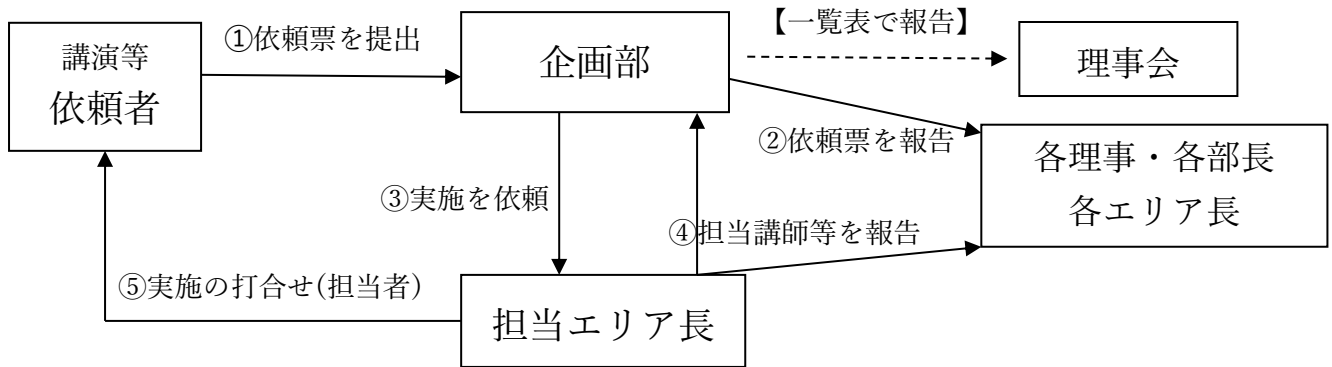 講演等
依頼者
①依頼票を提出
企画部
【一覧表で報告】
理事会
②依頼票を報告
各理事・各部長
各エリア長
③実施を依頼
④担当講師等を報告
⑤実施の打合せ(担当者)
担当エリア長